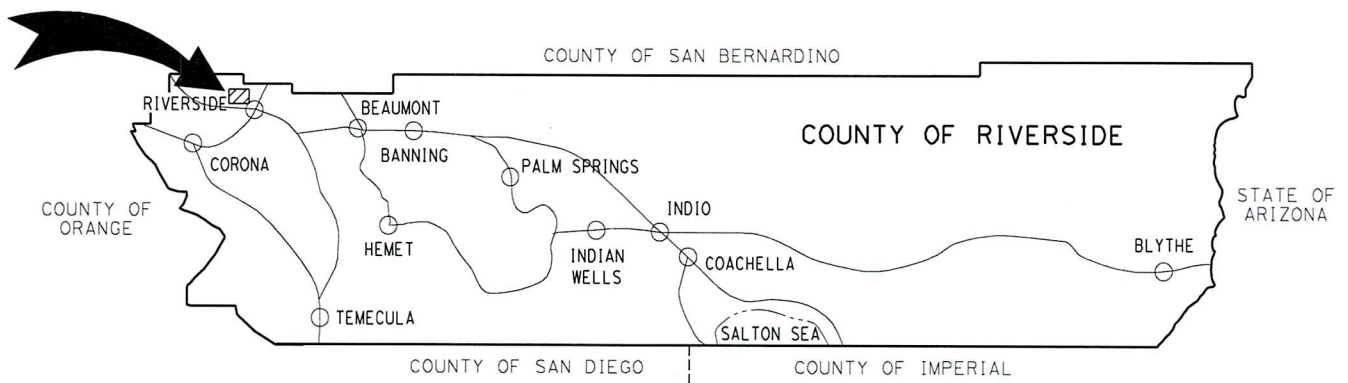 COUNTY OF SAN BERNARDINO
RIVERSIDE
BEAUMONT
COUNTY OF RIVERSIDE
CORONA
BANNING
PALM SPRINGS
COUNTY OF
ORANGE
STATE OF
ARIZONA
INDIO
HEMET
INDIAN
WELLS
COACHELLA
BLYTHE
TEMECULA
SALTON SEA
COUNTY OF SAN DIEGO
COUNTY OF IMPERIAL